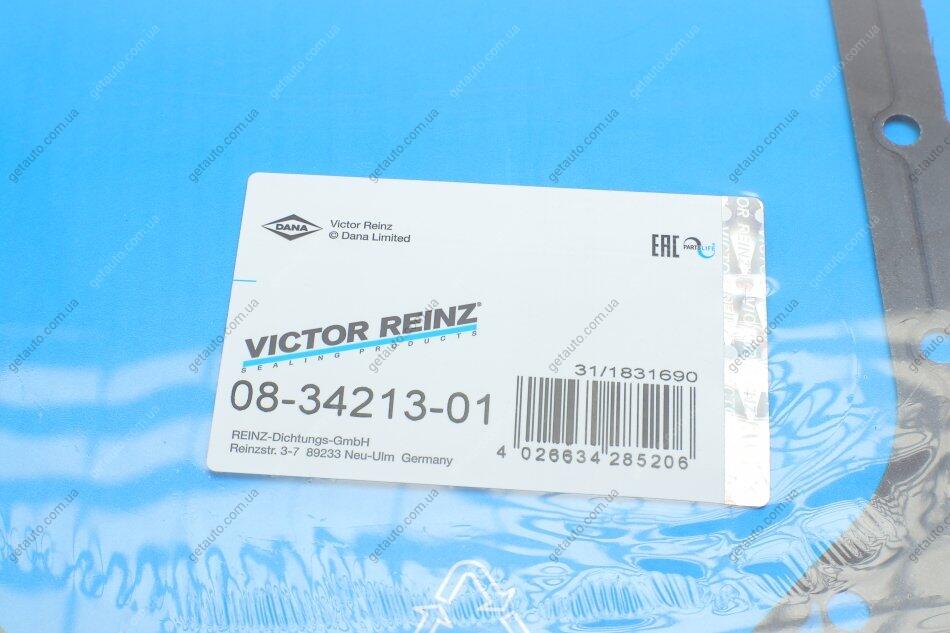 DANA
Victor Reinz
© Dana Limited
EAC
PARTSLIFE
VICTOR REINZ®
SEALING PRODUCTS
08-34213-01
REINZ-Dichtungs-GmbH
Reinzstr. 3-7 89233 Neu-Ulm Germany
31/1831690
4 026634 285206
getauto.com.ua